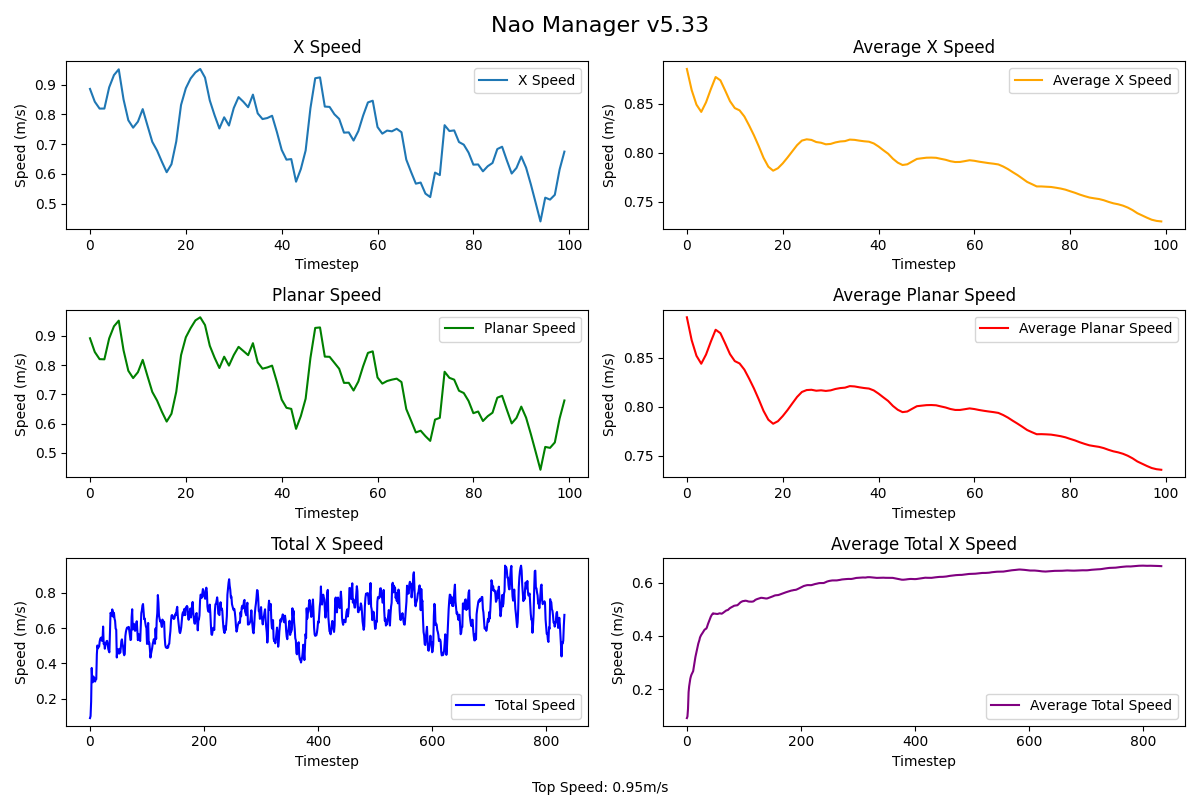 Nao Manager v5.33
X Speed
Speed (m/s)
0.9
0.8
0.7
0.6
0.5
X Speed
0 20 40 60 80 100
Timestep
Average X Speed
Speed (m/s)
0.85
0.80
0.75
Average X Speed
0 20 40 60 80 100
Timestep
Planar Speed
Speed (m/s)
0.9
0.8
0.7
0.6
0.5
Planar Speed
0 20 40 60 80 100
Timestep
Average Planar Speed
Speed (m/s)
0.85
0.80
0.75
Average Planar Speed
0 20 40 60 80 100
Timestep
Total X Speed
Speed (m/s)
0.8
0.6
0.4
0.2
Total Speed
0 200 400 600 800
Timestep
Average Total X Speed
Speed (m/s)
0.6
0.4
0.2
Average Total Speed
0 200 400 600 800
Timestep
Top Speed: 0.95m/s